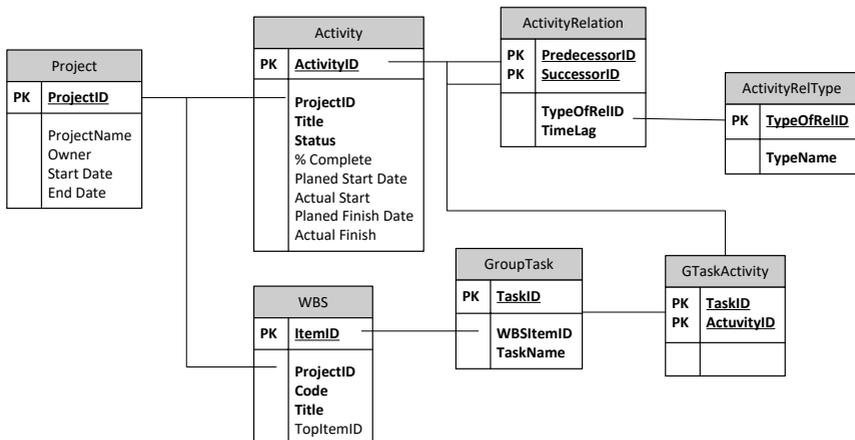 Project
PK ProjectID
ProjectName
Owner
Start Date
End Date
Activity
PK ActivityID
ProjectID
Title
Status
% Complete
Planed Start Date
Actual Start
Planed Finish Date
Actual Finish
ActivityRelation
PK PredecessorID
PK SuccessorID
TypeOfRelID
TimeLag
ActivityRelType
PK TypeOfRelID
TypeName
WBS
PK ItemID
ProjectID
Code
Title
TopItemID
GroupTask
PK TaskID
WBSItemID
TaskName
GTaskActivity
PK TaskID
PK ActuvityID